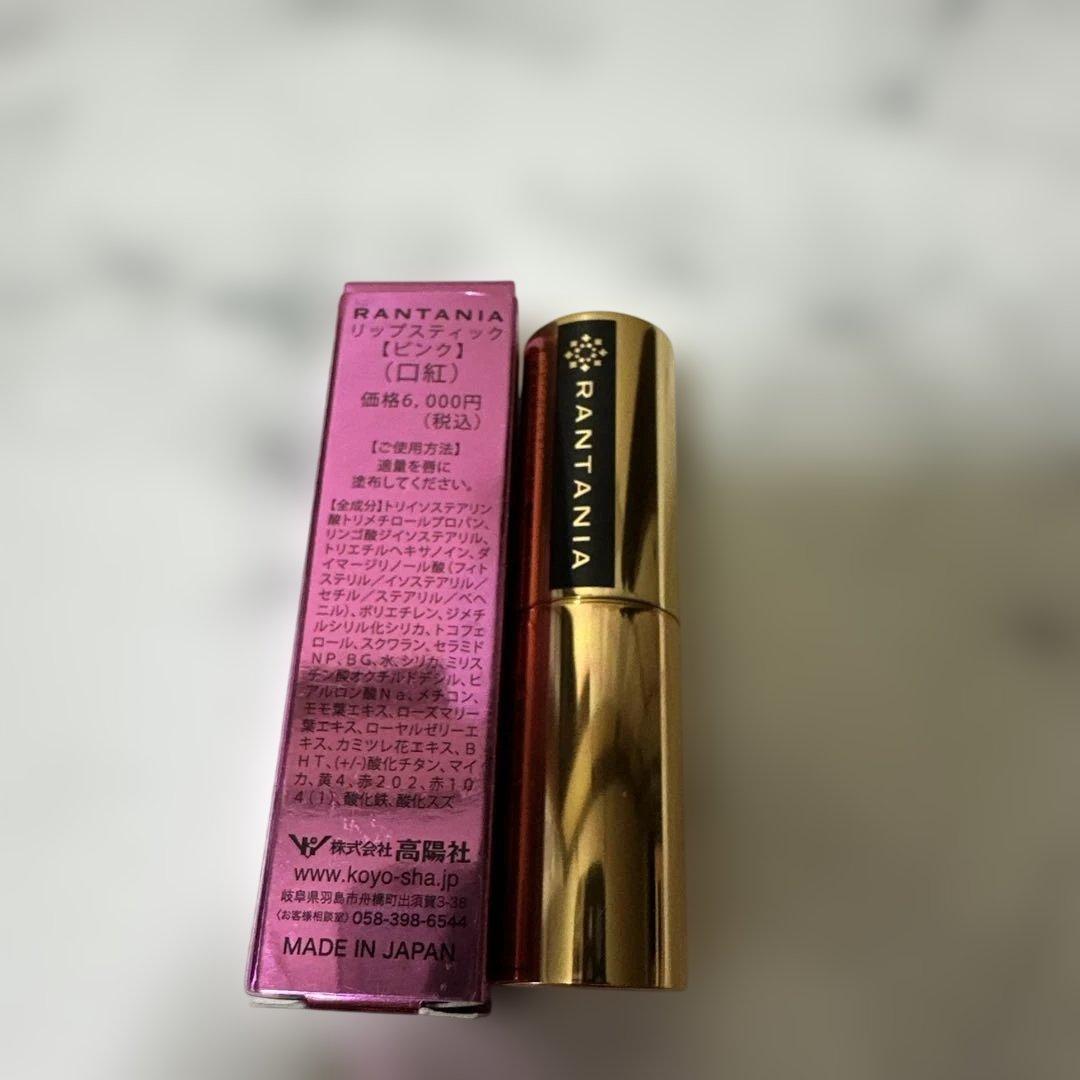 RANTANIA
リップスティック
【ピンク】
（口紅）
価格6,000円
（税込）
【ご使用方法】
適量を唇に
塗布してください。
【全成分】トリイソステアリン
酸トリメチロールプロパン、
リンゴ酸ジイソステアリル、
トリエチルヘキサノイン、ダ
イマージリノール酸（フィト
ステリル／イソステアリル／
セチル／ステアリル／ベヘ
ニル）、ポリエチレン、ジメチ
ルシリル化シリカ、トコフェ
ロール、スクワラン、セラミド
NP、BG、水、シリカ、ミリス
チン酸オクチルドデシル、ヒ
アルロン酸Na、メチコン、
モモ葉エキス、ローズマリー
葉エキス、ローヤルゼリーエ
キス、カミツレ花エキス、B
HT、(+/-)酸化チタン、マイ
カ、黄4、赤202、赤10
4(1)、酸化鉄、酸化スズ
株式会社 高陽社
www.koyo-sha.jp
岐阜県羽島市舟橋町出須賀3-38
〈お客様相談室〉058-398-6544
MADE IN JAPAN
RANTANIA